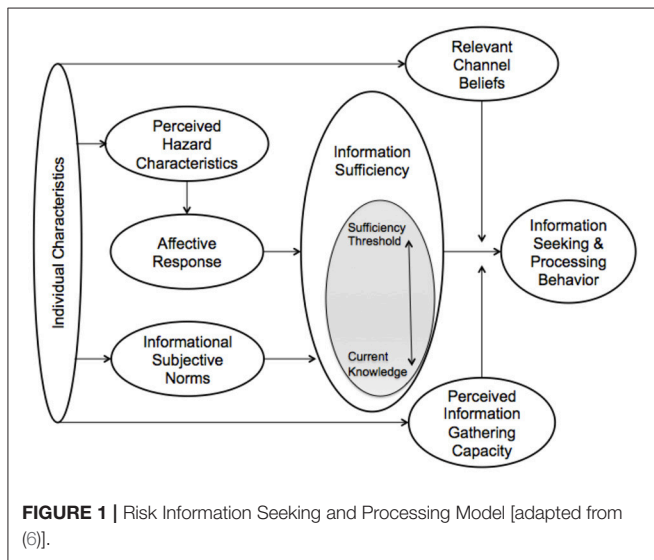 Relevant
Channel
Beliefs
Individual Characteristics
Perceived
Hazard
Characteristics
Information
Sufficiency
Affective
Response
Sufficiency
Threshold
Information
Seeking &
Processing
Behavior
Informational
Subjective
Norms
Current
Knowledge
Perceived
Information
Gathering
Capacity
FIGURE 1 | Risk Information Seeking and Processing Model [adapted from
(6)].